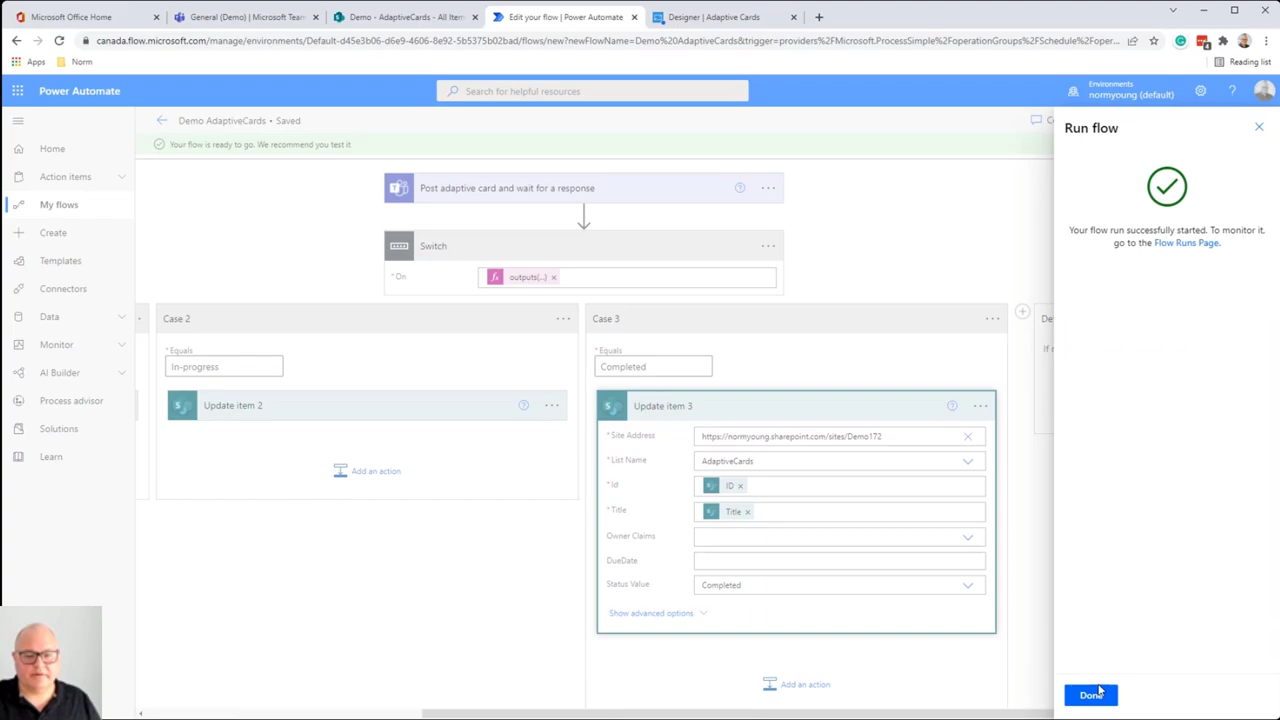 Microsoft Office Home
General (Demo) | Microsoft Team
Demo - AdaptiveCards - All Item
Edit your flow | Power Automate
Designer | Adaptive Cards
canada.flow.microsoft.com/manage/environments/Default-d45e3b06-d6e9-4606-8e92-5b5375b02bad/flows/new?newFlowName=Demo%20AdaptiveCards&trigger=providers%2FMicrosoft.ProcessSimple%2FoperationGroups%2FSchedule%2Foper...
Apps
Norm
Reading list
Power Automate
Search for helpful resources
Environments
normyoung (default)
Demo AdaptiveCards • Saved
Your flow is ready to go. We recommend you test it
Home
Action items
My flows
Create
Templates
Connectors
Data
Monitor
AI Builder
Process advisor
Solutions
Learn
Post adaptive card and wait for a response
Switch
* On
outputs(...)
Case 2
* Equals
In-progress
Update item 2
Add an action
Case 3
* Equals
Completed
Update item 3
* Site Address
https://normyoung.sharepoint.com/sites/Demo172
* List Name
AdaptiveCards
* Id
ID
* Title
Title
Owner Claims
DueDate
Status Value
Completed
Show advanced options
Add an action
Run flow
Your flow run successfully started. To monitor it,
go to the Flow Runs Page.
Done